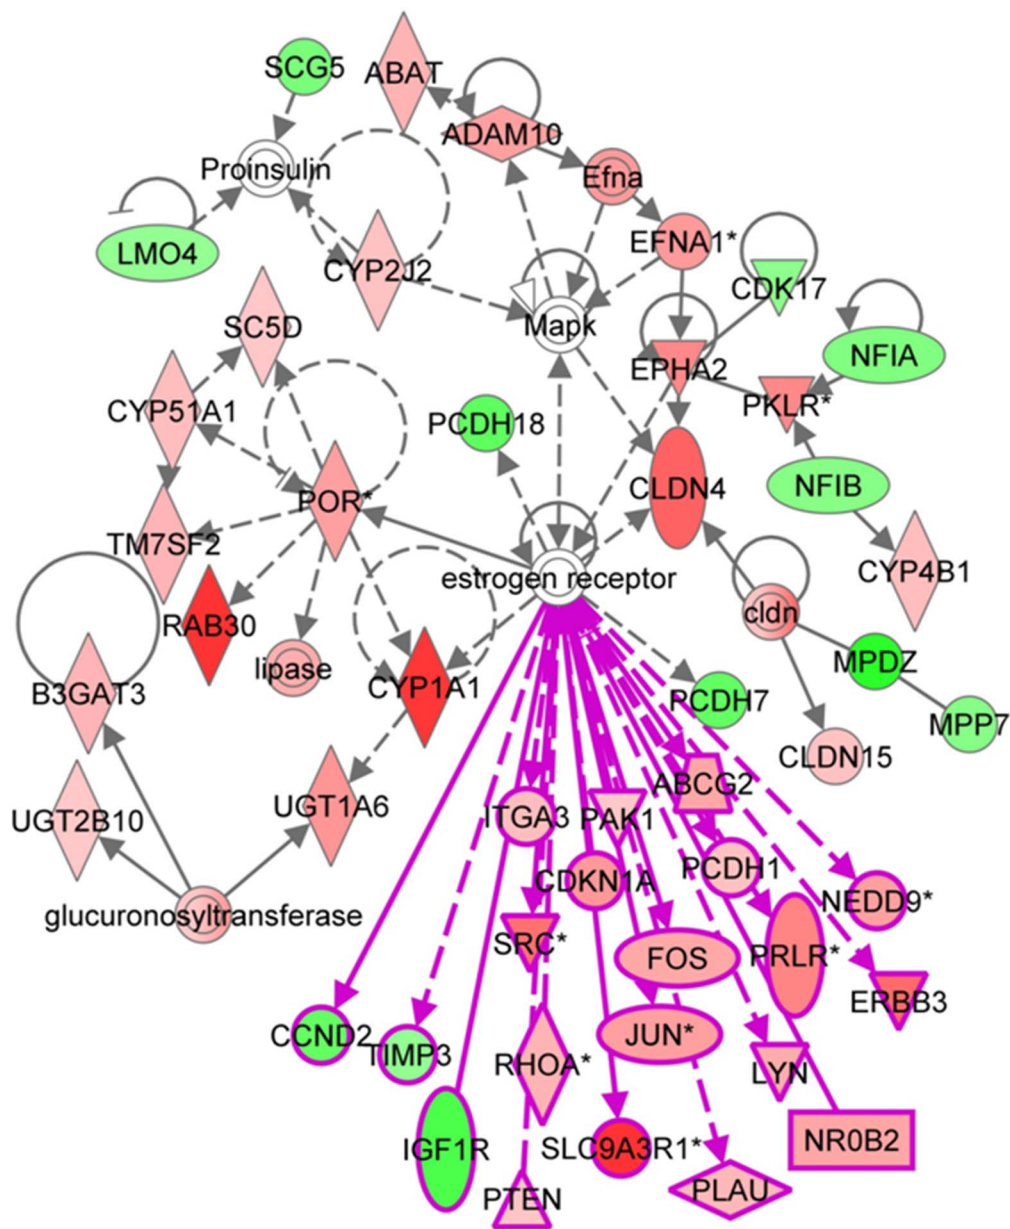 SCG5
ABAT
ADAM10
Proinsulin
Efna
EFNA1*
LMO4
CYP2J2
CDK17
SC5D
Mapk
NFIA
EPHA2
CYP51A1
PKLR*
PCDH18
CLDN4
NFIB
POR*
TM7SF2
CYP4B1
estrogen receptor
cldn
RAB30
lipase
MPDZ
CYP1A1
B3GAT3
PCDH7
MPP7
CLDN15
ABCG2
UGT1A6
UGT2B10
ITGA3
PAK1
PCDH1
CDKN1A
NEDD9*
glucuronosyltransferase
SRC*
FOS
PRLR*
ERBB3
CCND2
TIMP3
JUN*
RHOA*
LYN
IGF1R
SLC9A3R1*
NR0B2
PTEN
PLAU